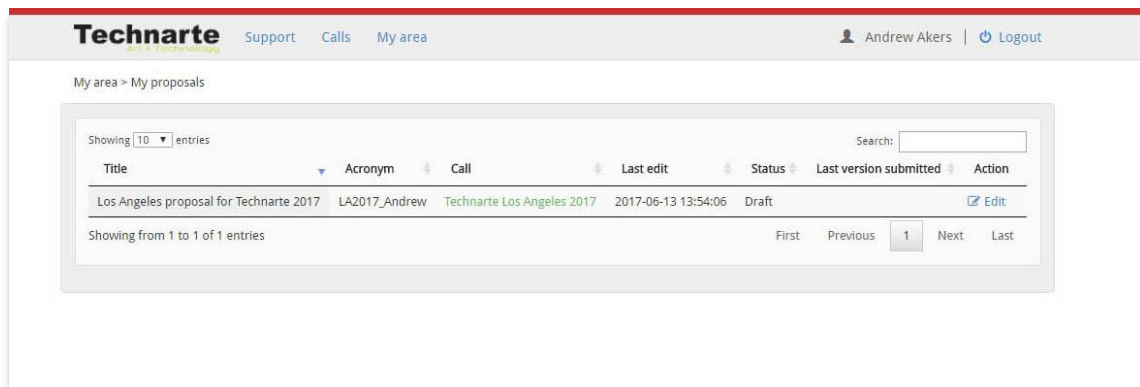 Technarte Support Calls My area Andrew Akers | Logout
Art + Technology
My area > My proposals
Showing 10 entries Search:
Title Acronym Call Last edit Status Last version submitted Action
Los Angeles proposal for Technarte 2017 LA2017_Andrew Technarte Los Angeles 2017 2017-06-13 13:54:06 Draft Edit
Showing from 1 to 1 of 1 entries First Previous 1 Next Last